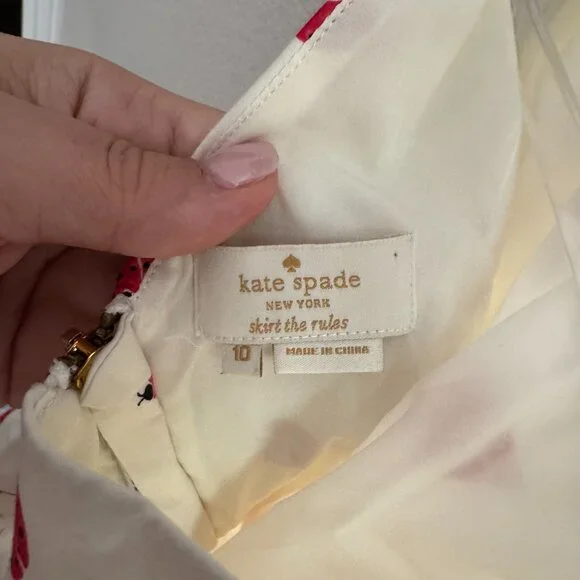 kate spade
NEW YORK
skirt the rules
10
MADE IN CHINA